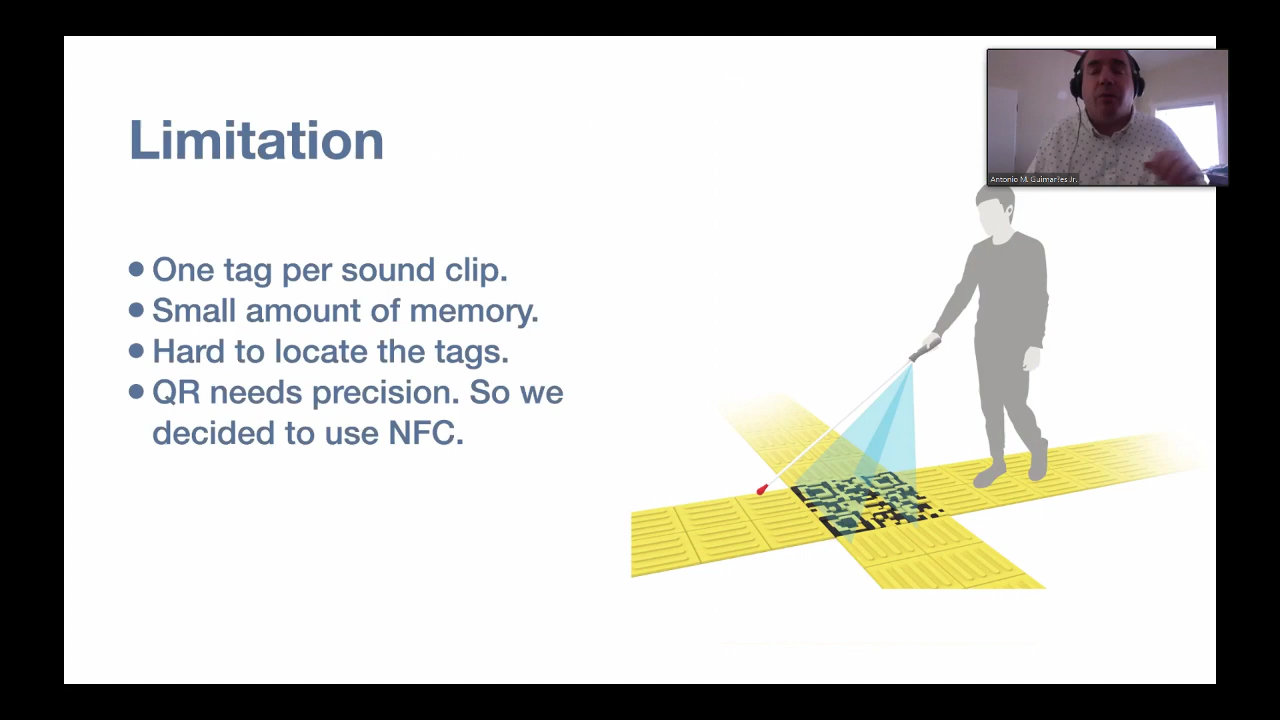 Limitation
• One tag per sound clip.
• Small amount of memory.
• Hard to locate the tags.
• QR needs precision. So we
decided to use NFC.
Antonio M. Guimarães Jr.